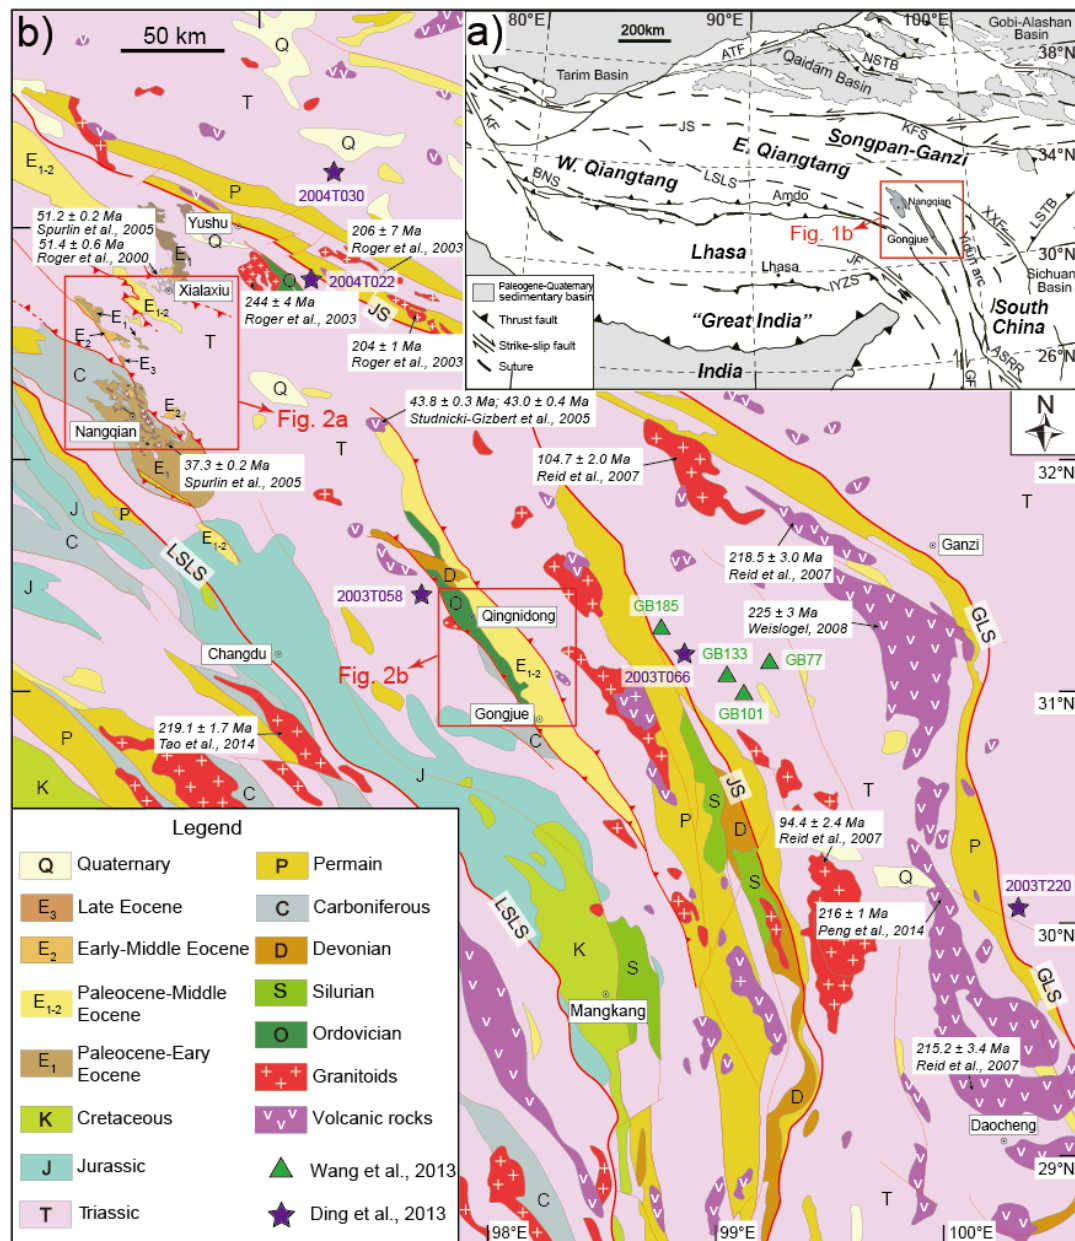 b)
50 km
Q
T
E1-2
P
2004T030
51.2 ± 0.2 Ma
Spurlin et al., 2005
51.4 ± 0.6 Ma
Roger et al., 2000
Yushu
Q
E1
206 ± 7 Ma
Roger et al., 2003
O
2004T022
Xialaxiu
E1-2
244 ± 4 Ma
Roger et al., 2003
JS
T
E1
E2
E3
204 ± 1 Ma
Roger et al., 2003
C
Q
E2
Fig. 2a
Nangqian
E1
37.3 ± 0.2 Ma
Spurlin et al., 2005
T
43.8 ± 0.3 Ma; 43.0 ± 0.4 Ma
Studnicki-Gizbert et al., 2005
a)
80°E
90°E
100°E
200km
Gobi-Alashan
Basin
38°N
ATF
NSTB
Tarim Basin
Qaidam Basin
KF
JS
KFS
Songpan-Ganzi
34°N
E. Qiangtang
W. Qiangtang
LSLS
BNS
Amdo
Nangqian
XXF
LSTB
Fig. 1b
Gongjue
Yidun arc
30°N
Lhasa
Lhasa
JF
IYZS
Sichuan
Basin
"Great India"
South
China
ASRR
26°N
GF
India
Paleogene-Quaternary
sedimentary basin
Thrust fault
Strike-slip fault
Suture
N
32°N
104.7 ± 2.0 Ma
Reid et al., 2007
T
218.5 ± 3.0 Ma
Reid et al., 2007
Ganzi
J
P
C
E1-2
LSLS
J
D
2003T058
O
Qingnidong
GB185
225 ± 3 Ma
Weislogel, 2008
GLS
Changdu
GB133
GB77
Fig. 2b
E1-2
2003T066
GB101
31°N
Gongjue
219.1 ± 1.7 Ma
Tao et al., 2014
C
P
J
K
C
JS
S
T
P
D
94.4 ± 2.4 Ma
Reid et al., 2007
P
S
Q
2003T220
LSLS
216 ± 1 Ma
Peng et al., 2014
30°N
K
S
GLS
Mangkang
215.2 ± 3.4 Ma
Reid et al., 2007
D
Daocheng
29°N
C
T
98°E
99°E
100°E
Legend
Q Quaternary
E3 Late Eocene
E2 Early-Middle Eocene
E1-2 Paleocene-Middle
Eocene
E1 Paleocene-Eary
Eocene
K Cretaceous
J Jurassic
T Triassic
P Permain
C Carboniferous
D Devonian
S Silurian
O Ordovician
Granitoids
Volcanic rocks
Wang et al., 2013
Ding et al., 2013